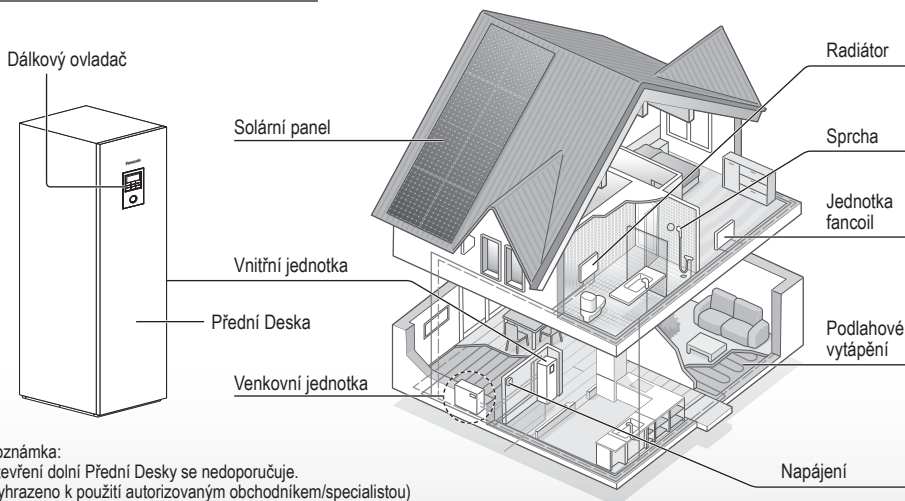 Dálkový ovladač
Panasonic
Přední Deska
Solární panel
Vnitřní jednotka
Venkovní jednotka
Radiátor
Sprcha
Jednotka
fancoil
Podlahové
vytápění
Napájení
oznámka:
tevření dolní Přední Desky se nedoporučuje.
yhrazeno k použití autorizovaným obchodníkem/specialistou)